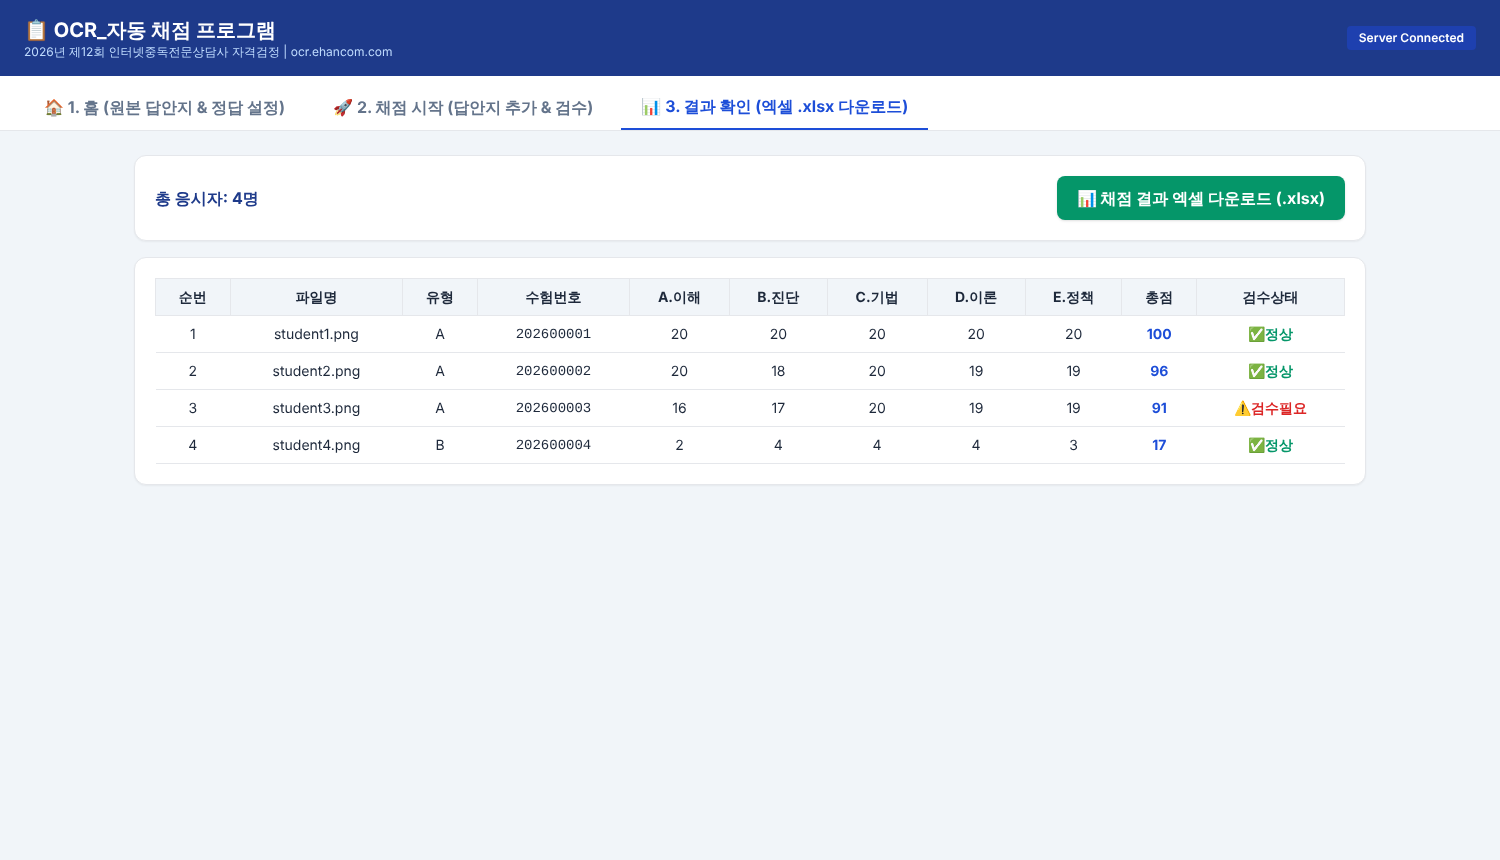 📋 OCR_자동 채점 프로그램
2026년 제12회 인터넷중독전문상담사 자격검정 | ocr.ehancom.com
Server Connected
🏠 1. 홈 (원본 답안지 & 정답 설정) 🚀 2. 채점 시작 (답안지 추가 & 검수) 📊 3. 결과 확인 (엑셀 .xlsx 다운로드)
총 응시자: 4명
📊 채점 결과 엑셀 다운로드 (.xlsx)
순번 파일명 유형 수험번호 A.이해 B.진단 C.기법 D.이론 E.정책 총점 검수상태
1 student1.png A 202600001 20 20 20 20 20 100 ✅정상
2 student2.png A 202600002 20 18 20 19 19 96 ✅정상
3 student3.png A 202600003 16 17 20 19 19 91 ⚠️검수필요
4 student4.png B 202600004 2 4 4 4 3 17 ✅정상